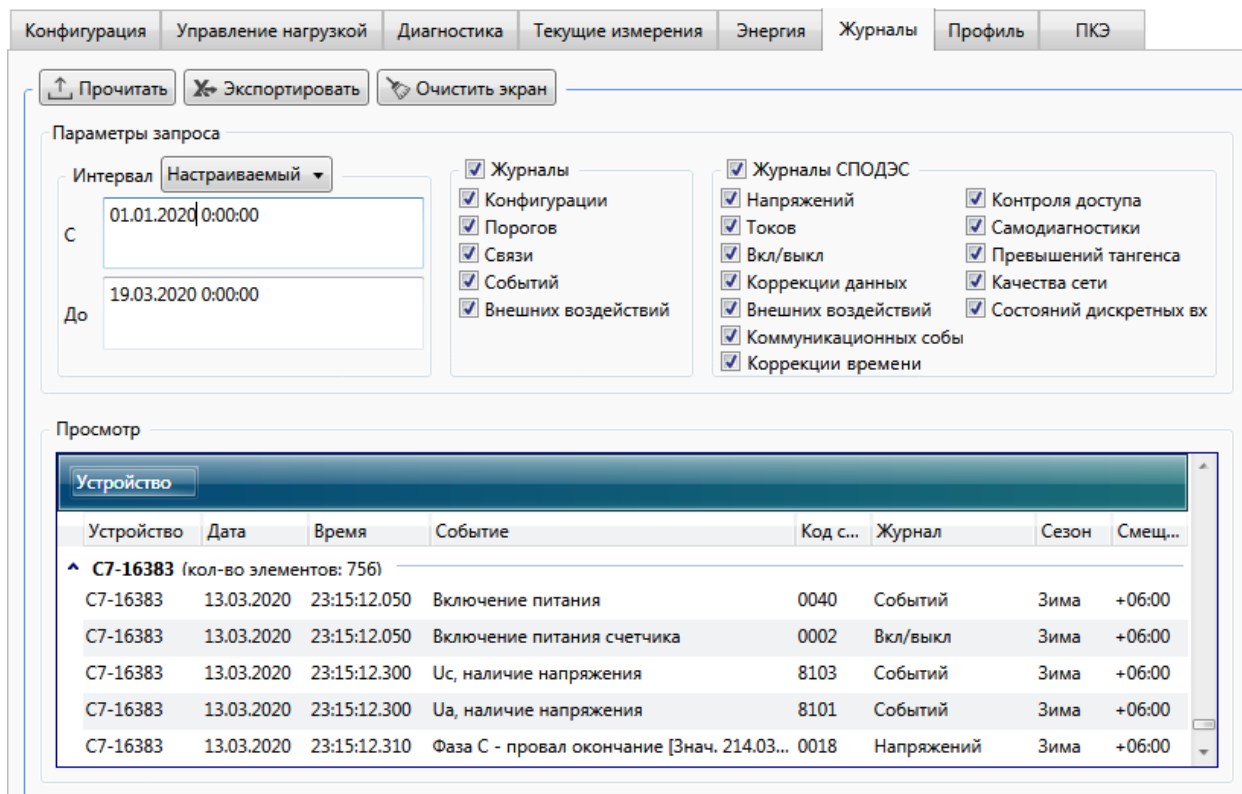 Конфигурация Управление нагрузкой Диагностика Текущие измерения Энергия Журналы Профиль ПКЭ
Прочитать Экспортировать Очистить экран
Параметры запроса
Интервал Настраиваемый
С 01.01.2020 0:00:00
До 19.03.2020 0:00:00
Журналы
Конфигурации
Порогов
Связи
Событий
Внешних воздействий
Журналы СПОДЭС
Напряжений
Токов
Вкл/выкл
Коррекции данных
Внешних воздействий
Коммуникационных собы
Коррекции времени
Контроля доступа
Самодиагностики
Превышений тангенса
Качества сети
Состояний дискретных вх
Просмотр
Устройство
Устройство Дата Время Событие Код с... Журнал Сезон Смещ...
С7-16383 (кол-во элементов: 756)
С7-16383 13.03.2020 23:15:12.050 Включение питания 0040 Событий Зима +06:00
С7-16383 13.03.2020 23:15:12.050 Включение питания счетчика 0002 Вкл/выкл Зима +06:00
С7-16383 13.03.2020 23:15:12.300 Uc, наличие напряжения 8103 Событий Зима +06:00
С7-16383 13.03.2020 23:15:12.300 Ua, наличие напряжения 8101 Событий Зима +06:00
С7-16383 13.03.2020 23:15:12.310 Фаза С - провал окончание [Знач. 214.03... 0018 Напряжений Зима +06:00